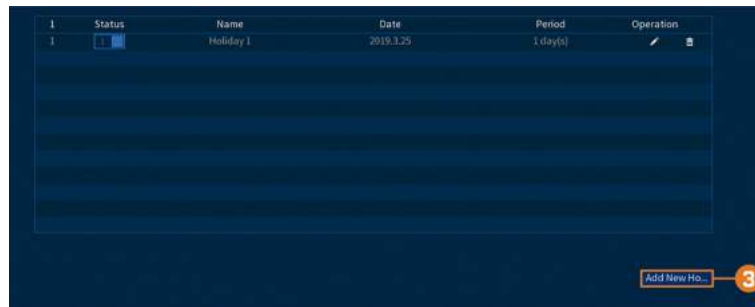 1 Status Name Date Period Operation
1 Holiday 1 2019.3.25 1 day(s)
Add New Ho... 3